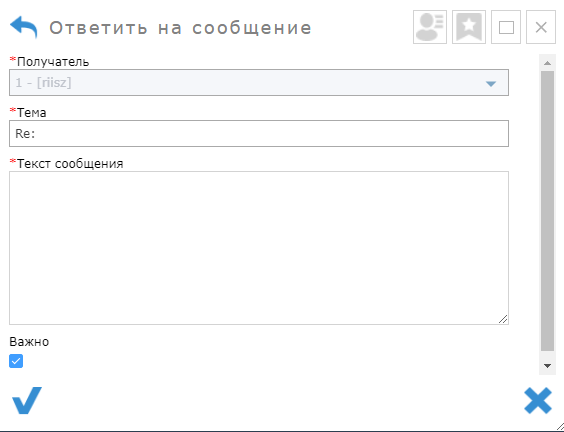 Ответить на сообщение
*Получатель
1 - [riisz]
*Тема
Re:
*Текст сообщения
Важно